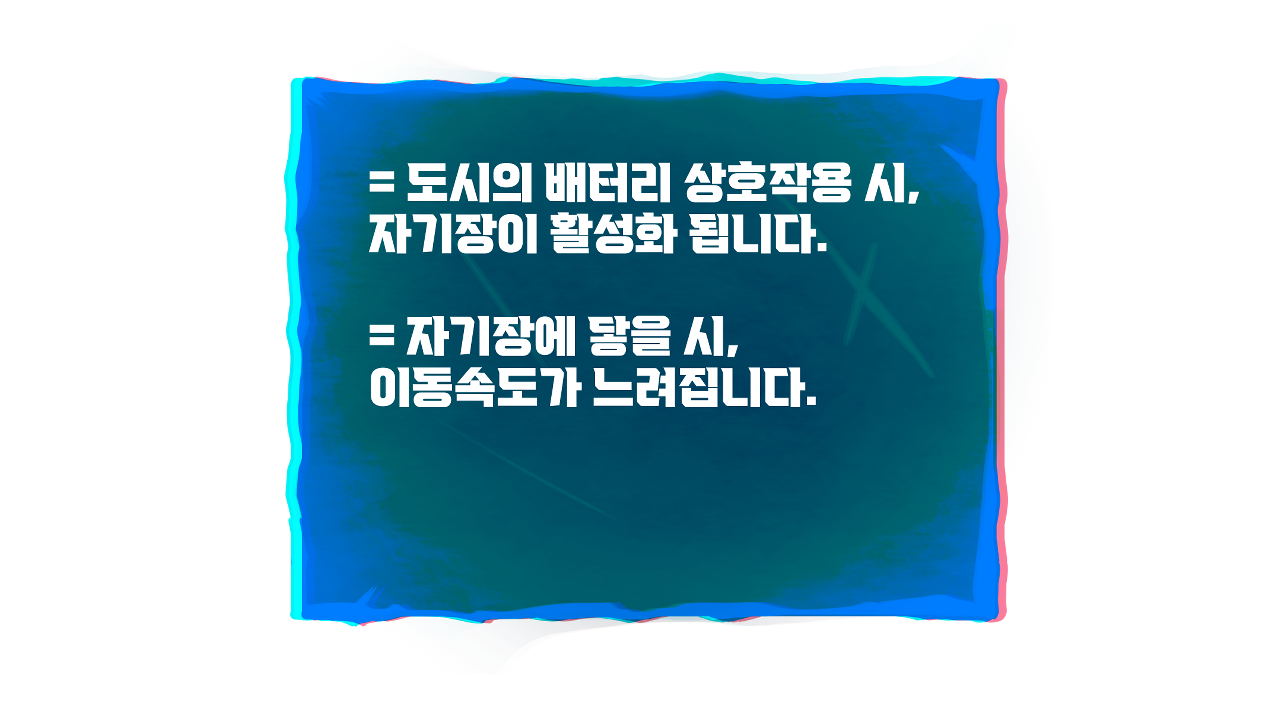 = 도시의 배터리 상호작용 시,
자기장이 활성화 됩니다.
= 자기장에 닿을 시,
이동속도가 느려집니다.